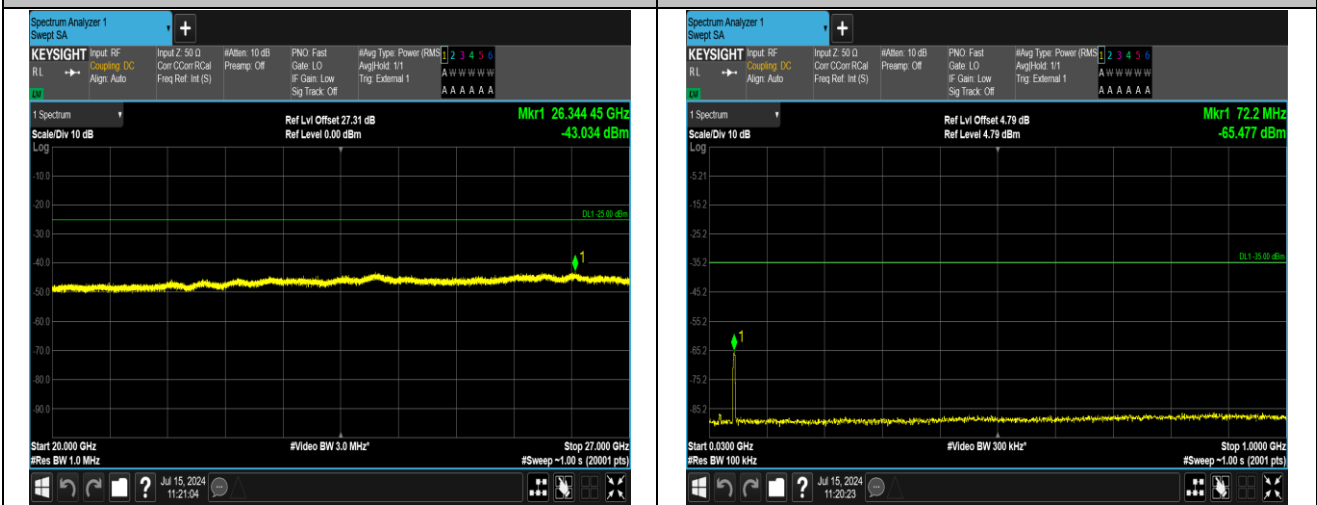 Spectrum Analyzer 1
Swept SA
+
KEYSIGHT
RL
LM
Input: RF
Coupling: DC
Align: Auto
Input Z: 50 Ω
Corr CCorr RCal
Freq Ref: Int (S)
#Atten: 10 dB
Preamp: Off
PNO: Fast
Gate: LO
IF Gain: Low
Sig Track: Off
#Avg Type: Power (RMS
Avg|Hold: 1/1
Trig: External 1
1 2 3 4 5 6
A W W W W W
A A A A A A
1 Spectrum
Scale/Div 10 dB
Log
Ref Lvl Offset 27.31 dB
Ref Level 0.00 dBm
Mkr1 26.344 45 GHz
-43.034 dBm
-10.0
-20.0
DL1 -25.00 dBm
-30.0
-40.0
1
-50.0
-60.0
-70.0
-80.0
-90.0
Start 20.000 GHz
#Res BW 1.0 MHz
#Video BW 3.0 MHz*
Stop 27.000 GHz
#Sweep ~1.00 s (20001 pts)
?
Jul 15, 2024
11:21:04
Spectrum Analyzer 1
Swept SA
+
KEYSIGHT
RL
LM
Input: RF
Coupling: DC
Align: Auto
Input Z: 50 Ω
Corr CCorr RCal
Freq Ref: Int (S)
#Atten: 10 dB
Preamp: Off
PNO: Fast
Gate: LO
IF Gain: Low
Sig Track: Off
#Avg Type: Power (RMS
Avg|Hold: 1/1
Trig: External 1
1 2 3 4 5 6
A W W W W W
A A A A A A
1 Spectrum
Scale/Div 10 dB
Log
Ref Lvl Offset 4.79 dB
Ref Level 4.79 dBm
Mkr1 72.2 MHz
-65.477 dBm
-5.21
-15.2
-25.2
DL1 -35.00 dBm
-35.2
-45.2
-55.2
1
-65.2
-75.2
-85.2
Start 0.0300 GHz
#Res BW 100 kHz
#Video BW 300 kHz*
Stop 1.0000 GHz
#Sweep ~1.00 s (20001 pts)
?
Jul 15, 2024
11:20:23